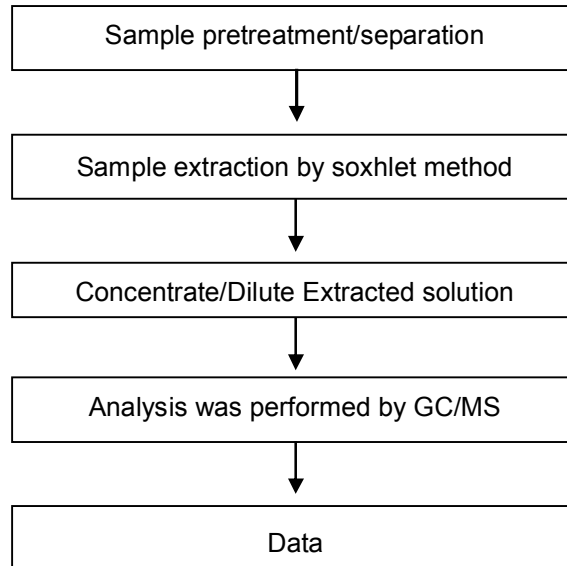 Sample pretreatment/separation
Sample extraction by soxhlet method
Concentrate/Dilute Extracted solution
Analysis was performed by GC/MS
Data